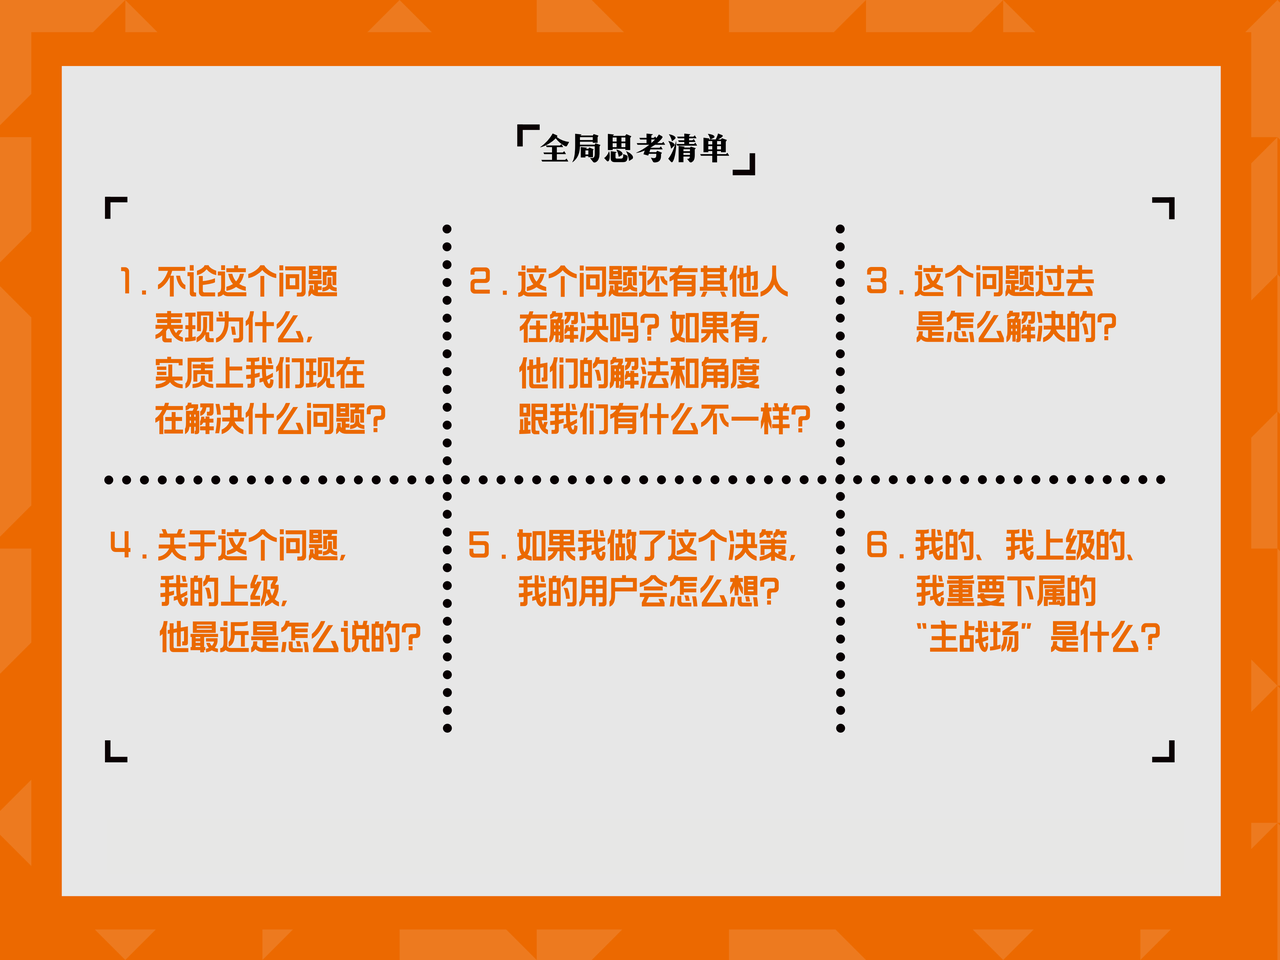 「全局思考清单」
1.不论这个问题
表现为什么,
实质上我们现在
在解决什么问题?
2.这个问题还有其他人
在解决吗? 如果有,
他们的解法和角度
跟我们有什么不一样?
3.这个问题过去
是怎么解决的?
4.关于这个问题,
我的上级,
他最近是怎么说的?
5.如果我做了这个决策,
我的用户会怎么想?
6.我的、我上级的、
我重要下属的
“主战场”是什么?